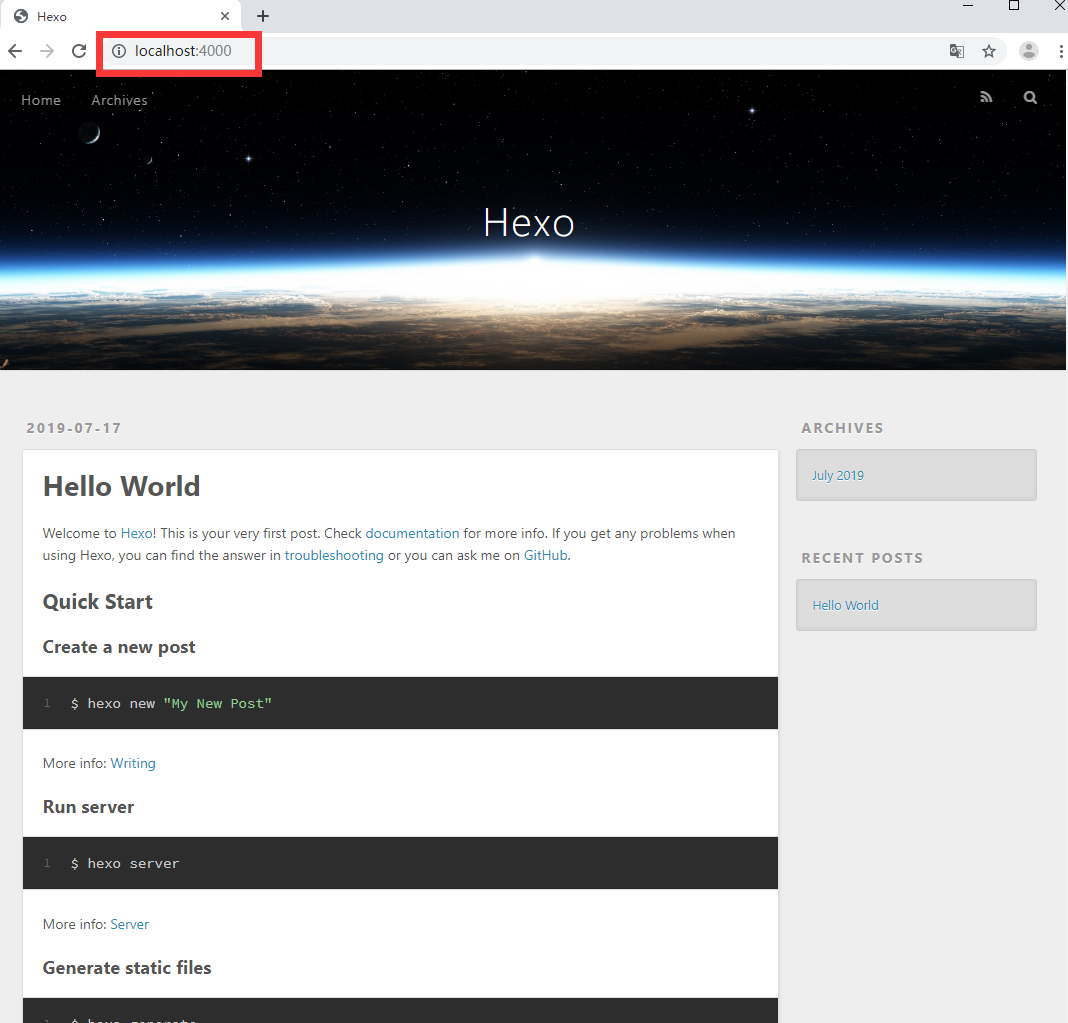 Hexo
localhost:4000
Home Archives
Hexo
2019-07-17
Hello World
Welcome to Hexo! This is your very first post. Check documentation for more info. If you get any problems when
using Hexo, you can find the answer in troubleshooting or you can ask me on GitHub.
Quick Start
Create a new post
1 $ hexo new "My New Post"
More info: Writing
Run server
1 $ hexo server
More info: Server
Generate static files
1 $ hexo generate
ARCHIVES
July 2019
RECENT POSTS
Hello World